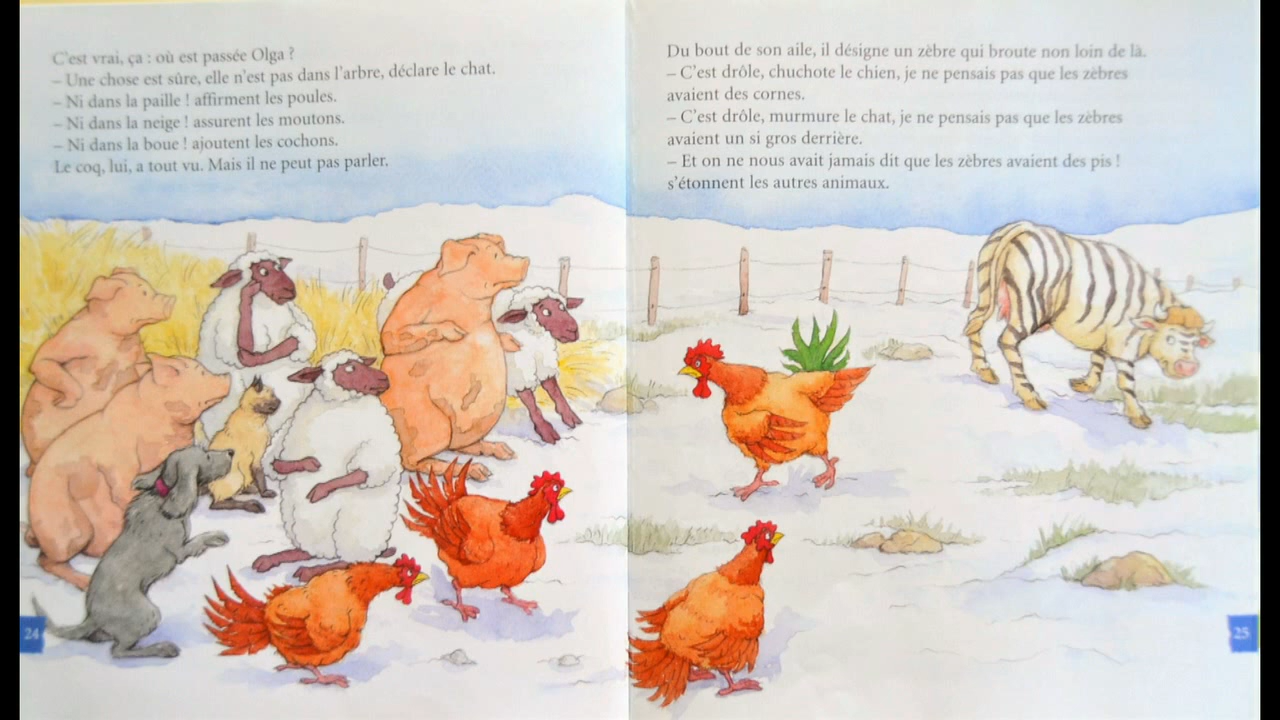 C'est vrai, ça : où est passée Olga ?
– Une chose est sûre, elle n'est pas dans l'arbre, déclare le chat.
– Ni dans la paille ! affirment les poules.
– Ni dans la neige ! assurent les moutons.
– Ni dans la boue ! ajoutent les cochons.
Le coq, lui, a tout vu. Mais il ne peut pas parler.
24
Du bout de son aile, il désigne un zèbre qui broute non loin de là.
– C'est drôle, chuchote le chien, je ne pensais pas que les zèbres
avaient des cornes.
– C'est drôle, murmure le chat, je ne pensais pas que les zèbres
avaient un si gros derrière.
– Et on ne nous avait jamais dit que les zèbres avaient des pis !
s'étonnent les autres animaux.
25